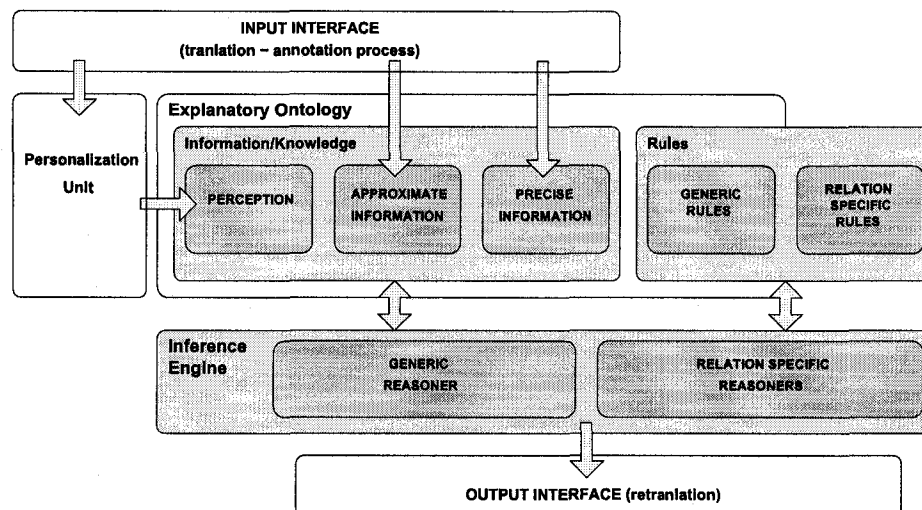 INPUT INTERFACE
(tranlation – annotation process)
Explanatory Ontology
Personalization
Unit
Information/Knowledge
PERCEPTION
APPROXIMATE
INFORMATION
PRECISE
INFORMATION
Rules
GENERIC
RULES
RELATION
SPECIFIC
RULES
Inference
Engine
GENERIC
REASONER
RELATION SPECIFIC
REASONERS
OUTPUT INTERFACE (retranlation)